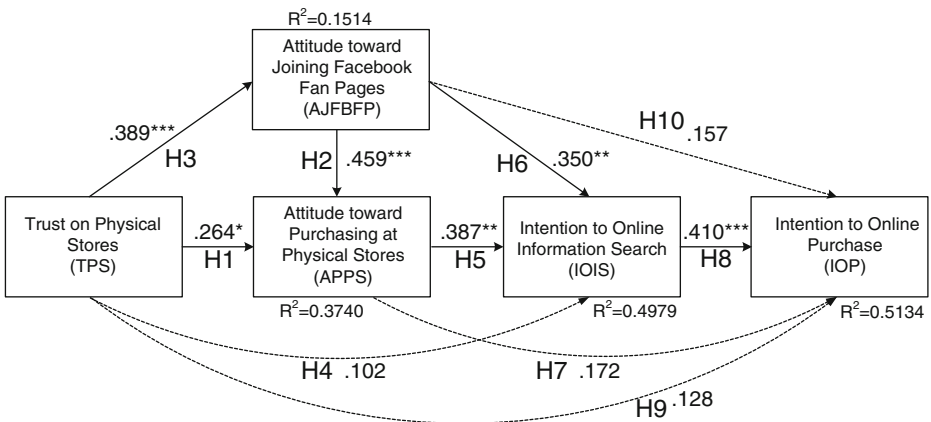 R²=0.1514
Attitude toward
Joining Facebook
Fan Pages
(AJFBFP)
H10 .157
.389***
H3
H2 .459***
H6 .350**
Trust on Physical
Stores
(TPS)
.264*
H1
Attitude toward
Purchasing at
Physical Stores
(APPS)
.387**
H5
Intention to Online
Information Search
(IOIS)
.410***
H8
Intention to Online
Purchase
(IOP)
R²=0.3740
R²=0.4979
R²=0.5134
H4 .102
H7 .172
H9 .128